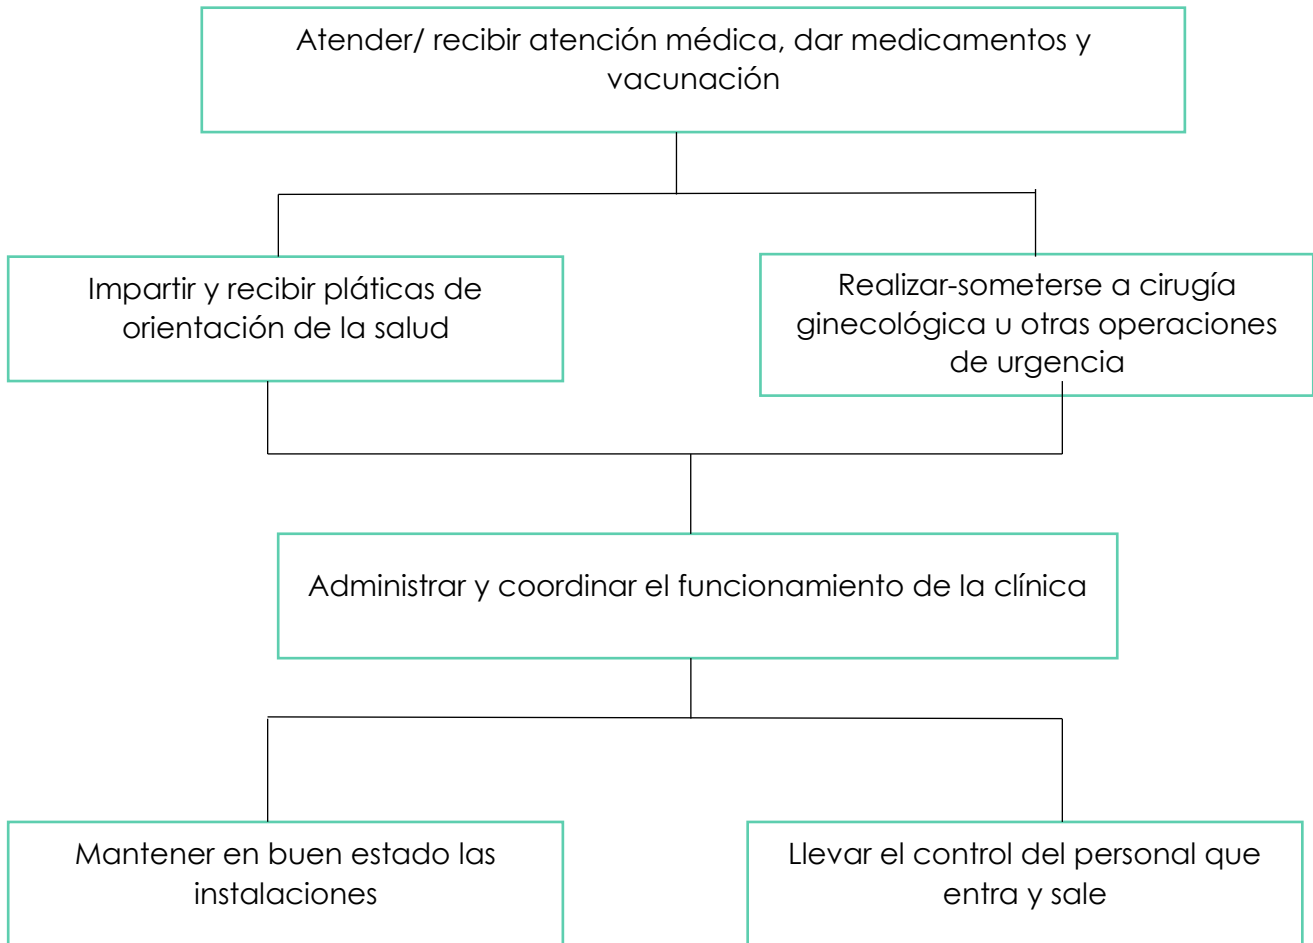 Atender/ recibir atención médica, dar medicamentos y
vacunación
Impartir y recibir pláticas de
orientación de la salud
Realizar-someterse a cirugía
ginecológica u otras operaciones
de urgencia
Administrar y coordinar el funcionamiento de la clínica
Mantener en buen estado las
instalaciones
Llevar el control del personal que
entra y sale